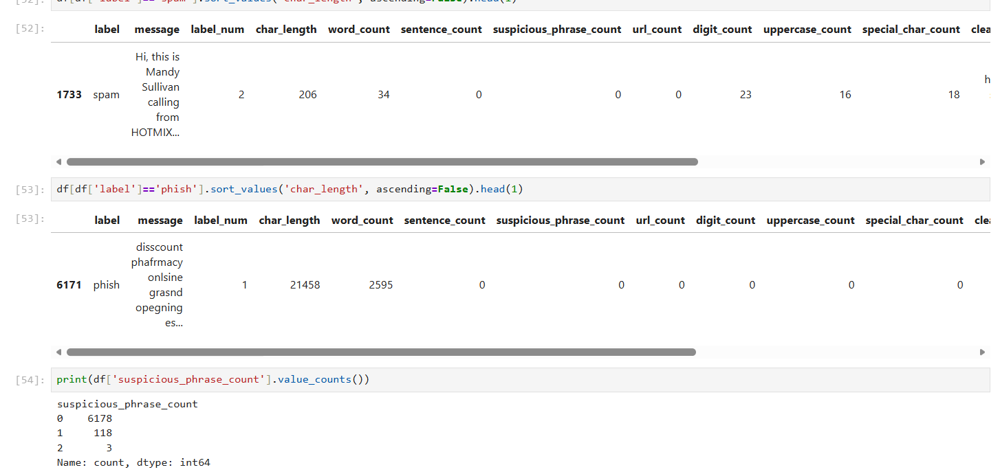 [52]: df[df['label']=='spam'].sort_values('char_length', ascending=False).head(1)
[52]:
label message label_num char_length word_count sentence_count suspicious_phrase_count url_count digit_count uppercase_count special_char_count clea
Hi, this is
Mandy
Sullivan
calling
from
HOTMIX...
1733 spam 2 206 34 0 0 0 23 16 18
h
[53]: df[df['label']=='phish'].sort_values('char_length', ascending=False).head(1)
[53]:
label message label_num char_length word_count sentence_count suspicious_phrase_count url_count digit_count uppercase_count special_char_count clea
disscount
phafrmacy
onlsine
grasnd
opegning
es...
6171 phish 1 21458 2595 0 0 0 0 0 0
[54]: print(df['suspicious_phrase_count'].value_counts())
suspicious_phrase_count
0 6178
1 118
2 3
Name: count, dtype: int64